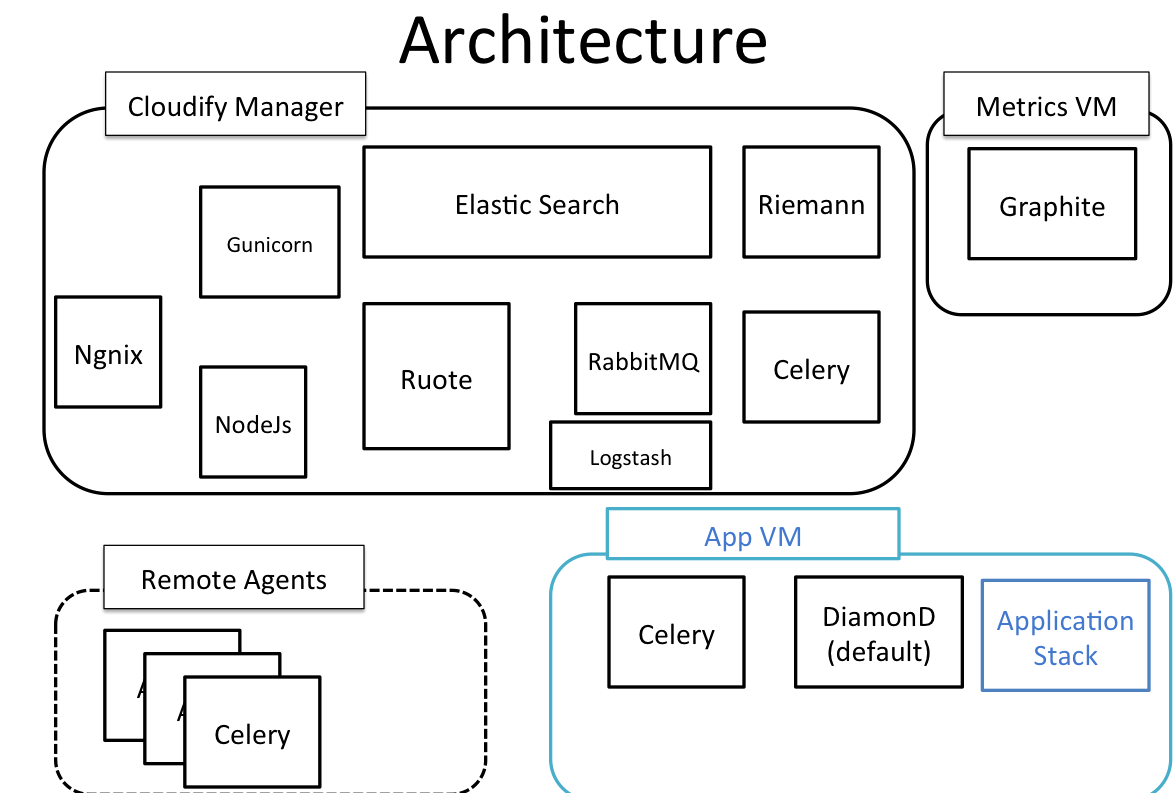 Architecture
Cloudify Manager
Metrics VM
Elastic Search
Riemann
Graphite
Gunicorn
Ngnix
RabbitMQ
Celery
Ruote
NodeJs
Logstash
App VM
Remote Agents
Celery
DiamonD
(default)
Application
Stack
A
A
Celery